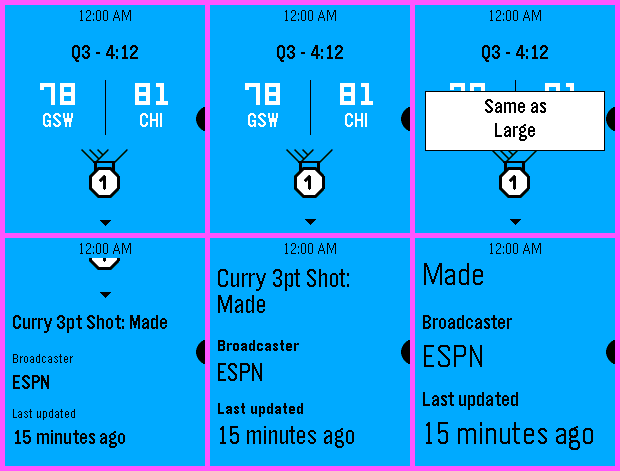 12:00 AM
Q3 - 4:12
78
81
GSW
CHI
1
12:00 AM
Q3 - 4:12
78
81
GSW
CHI
1
12:00 AM
Q3 - 4:12
Same as
Large
1
12:00 AM
Curry 3pt Shot: Made
Broadcaster
ESPN
Last updated
15 minutes ago
12:00 AM
Curry 3pt Shot:
Made
Broadcaster
ESPN
Last updated
15 minutes ago
12:00 AM
Made
Broadcaster
ESPN
Last updated
15 minutes ago